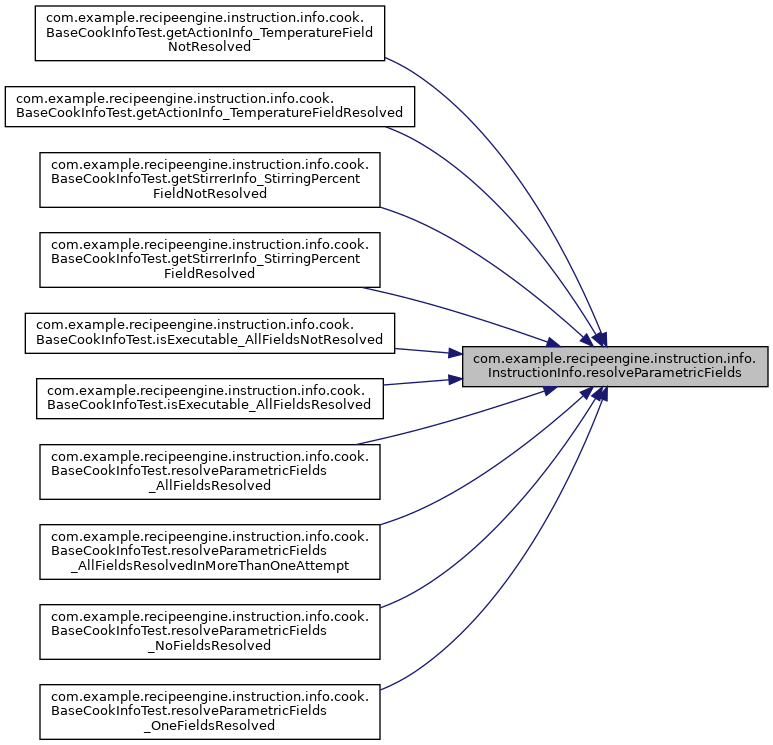 com.example.recipeengine.instruction.info.cook.
BaseCookInfoTest.getActionInfo_TemperatureField
NotResolved
com.example.recipeengine.instruction.info.cook.
BaseCookInfoTest.getActionInfo_TemperatureFieldResolved
com.example.recipeengine.instruction.info.cook.
BaseCookInfoTest.getStirrerInfo_StirringPercent
FieldNotResolved
com.example.recipeengine.instruction.info.cook.
BaseCookInfoTest.getStirrerInfo_StirringPercent
FieldResolved
com.example.recipeengine.instruction.info.cook.
BaseCookInfoTest.isExecutable_AllFieldsNotResolved
com.example.recipeengine.instruction.info.
InstructionInfo.resolveParametricFields
com.example.recipeengine.instruction.info.cook.
BaseCookInfoTest.isExecutable_AllFieldsResolved
com.example.recipeengine.instruction.info.cook.
BaseCookInfoTest.resolveParametricFields
_AllFieldsResolved
com.example.recipeengine.instruction.info.cook.
BaseCookInfoTest.resolveParametricFields
_AllFieldsResolvedInMoreThanOneAttempt
com.example.recipeengine.instruction.info.cook.
BaseCookInfoTest.resolveParametricFields
_NoFieldsResolved
com.example.recipeengine.instruction.info.cook.
BaseCookInfoTest.resolveParametricFields
_OneFieldsResolved